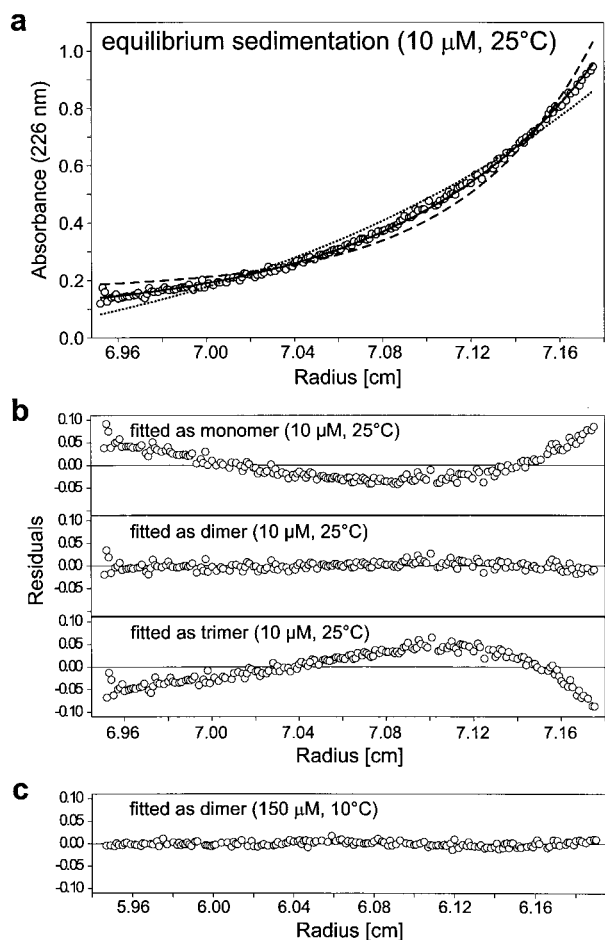 a
equilibrium sedimentation (10 µM, 25°C)
1.0
0.8
0.6
0.4
0.2
0.0
Absorbance (226 nm)
6.96 7.00 7.04 7.08 7.12 7.16
Radius [cm]
b
fitted as monomer (10 µM, 25°C)
0.10
0.05
0.00
-0.05
fitted as dimer (10 µM, 25°C)
0.10
0.05
0.00
-0.05
Residuals
fitted as trimer (10 µM, 25°C)
0.10
0.05
0.00
-0.05
-0.10
6.96 7.00 7.04 7.08 7.12 7.16
Radius [cm]
c
fitted as dimer (150 µM, 10°C)
0.10
0.05
0.00
-0.05
-0.10
5.96 6.00 6.04 6.08 6.12 6.16
Radius [cm]